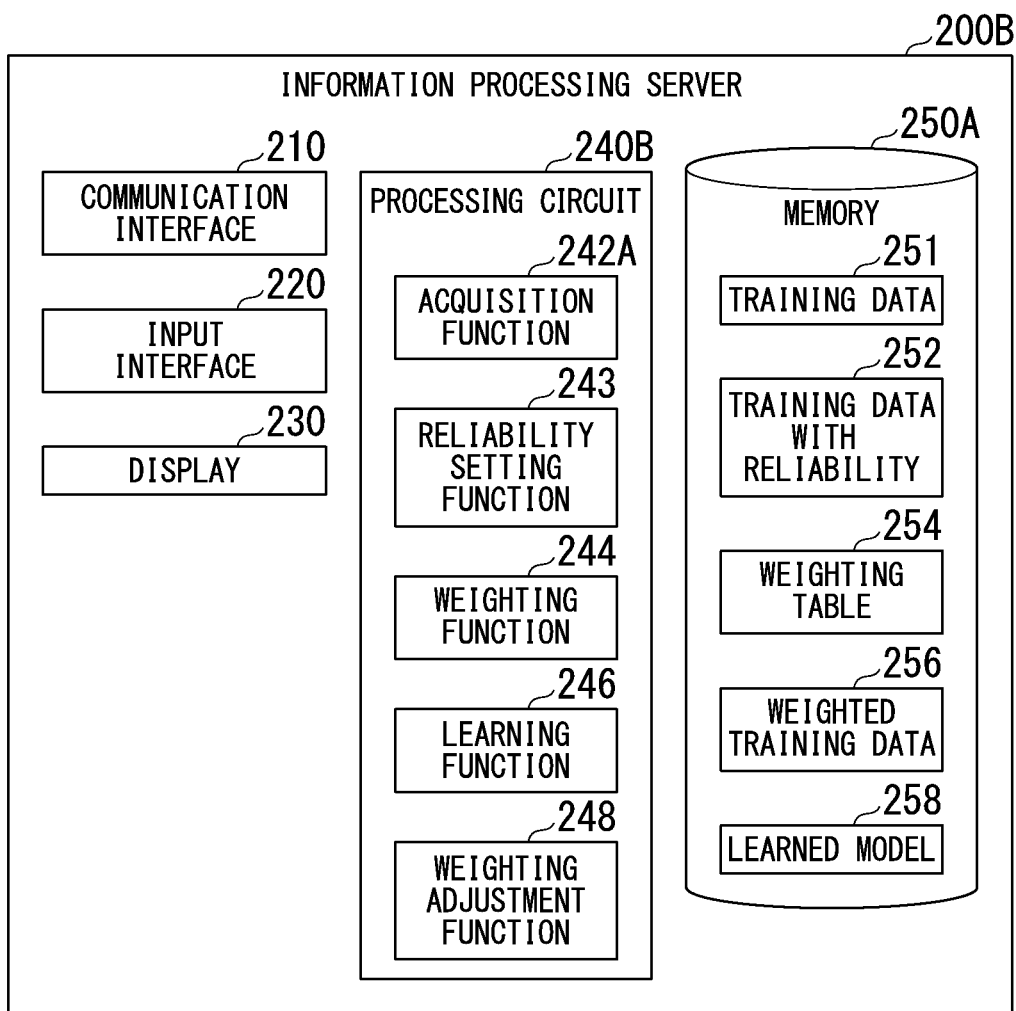 200B
INFORMATION PROCESSING SERVER
210
COMMUNICATION
INTERFACE
220
INPUT
INTERFACE
230
DISPLAY
240B
PROCESSING CIRCUIT
242A
ACQUISITION
FUNCTION
243
RELIABILITY
SETTING
FUNCTION
244
WEIGHTING
FUNCTION
246
LEARNING
FUNCTION
248
WEIGHTING
ADJUSTMENT
FUNCTION
250A
MEMORY
251
TRAINING DATA
252
TRAINING DATA
WITH
RELIABILITY
254
WEIGHTING
TABLE
256
WEIGHTED
TRAINING DATA
258
LEARNED MODEL